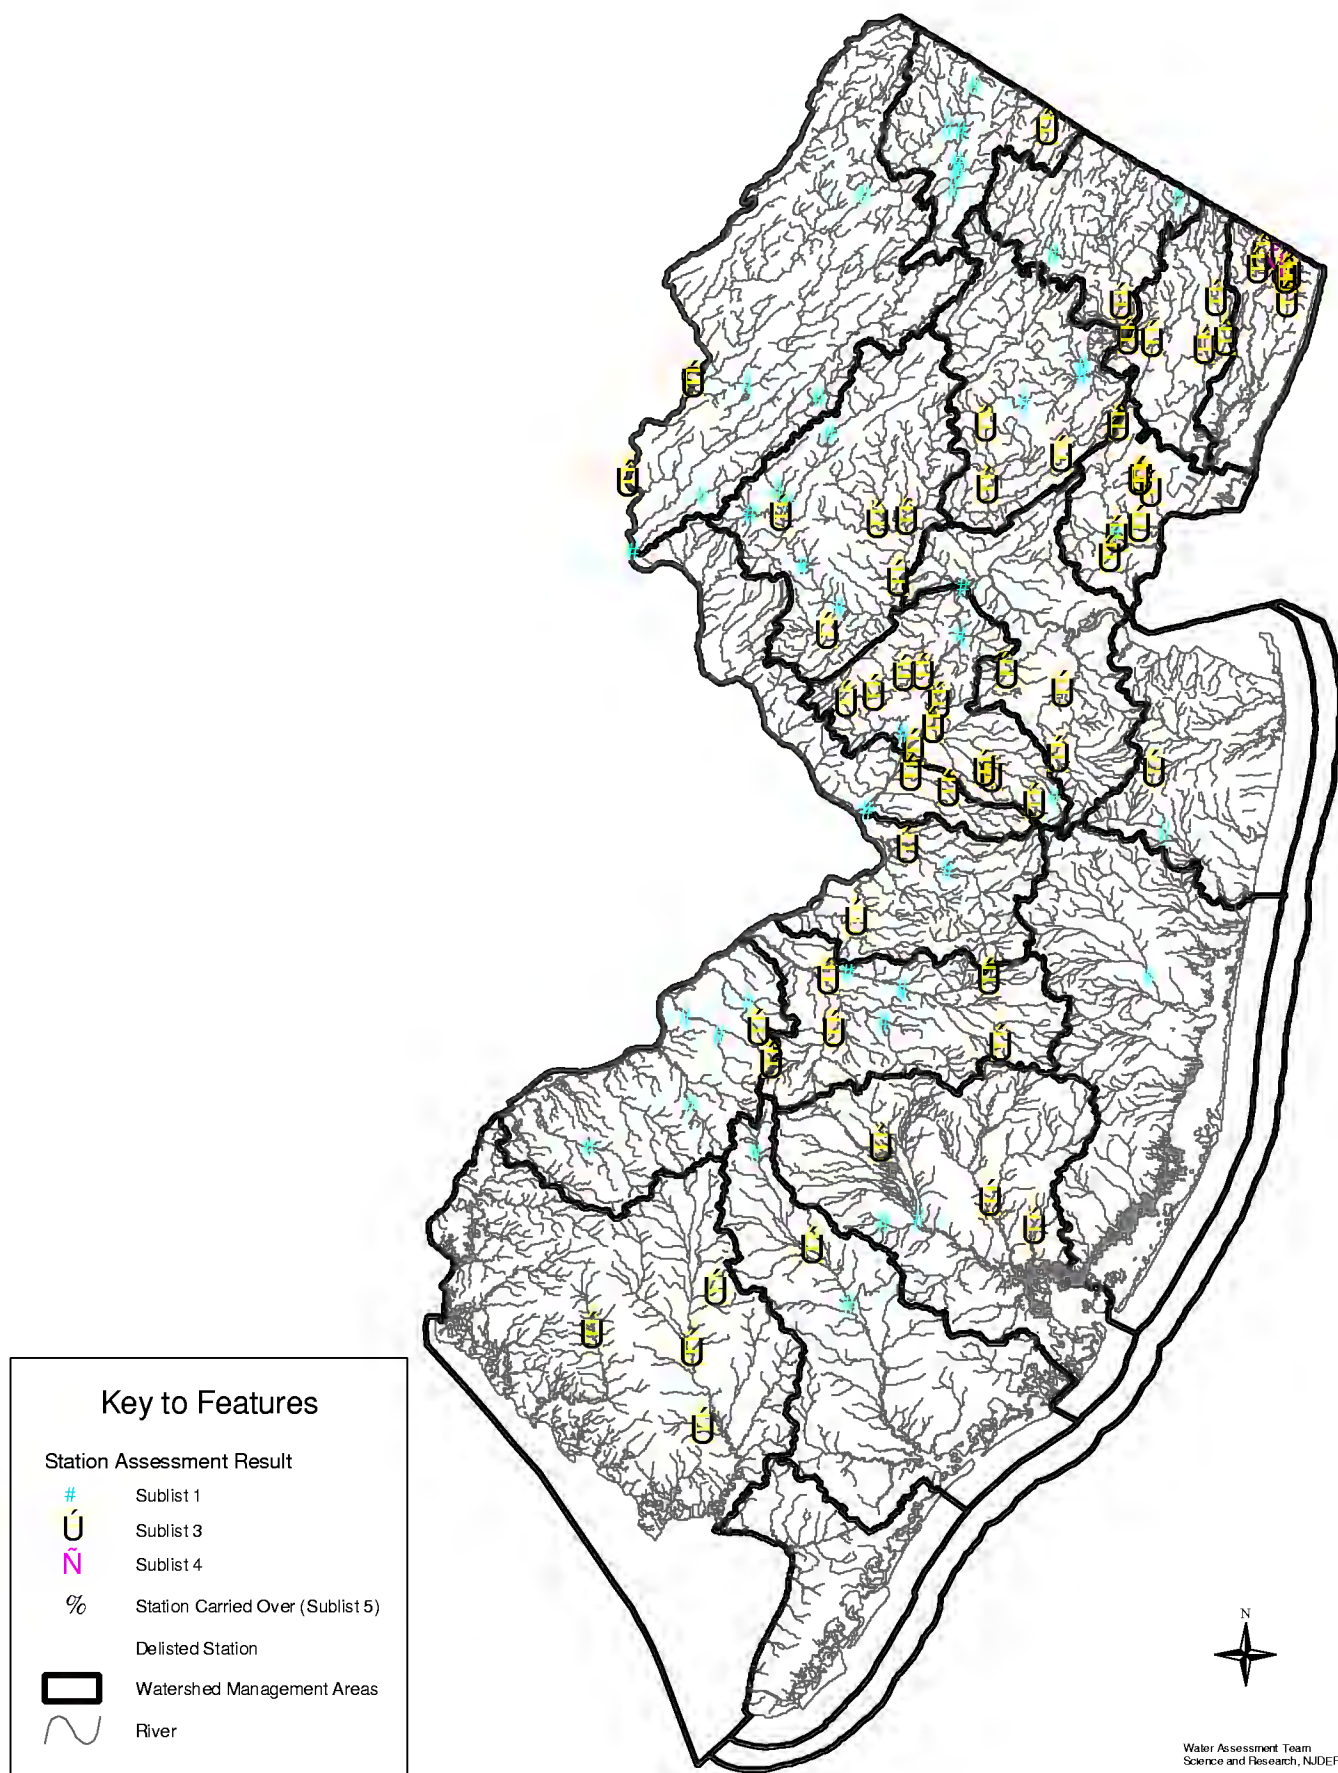 Key to Features
Station Assessment Result
# Sublist 1
Ú Sublist 3
Ñ Sublist 4
% Station Carried Over (Sublist 5)
Delisted Station
Watershed Management Areas
River
N
Water Assessment Team
Science and Research, NJDEP